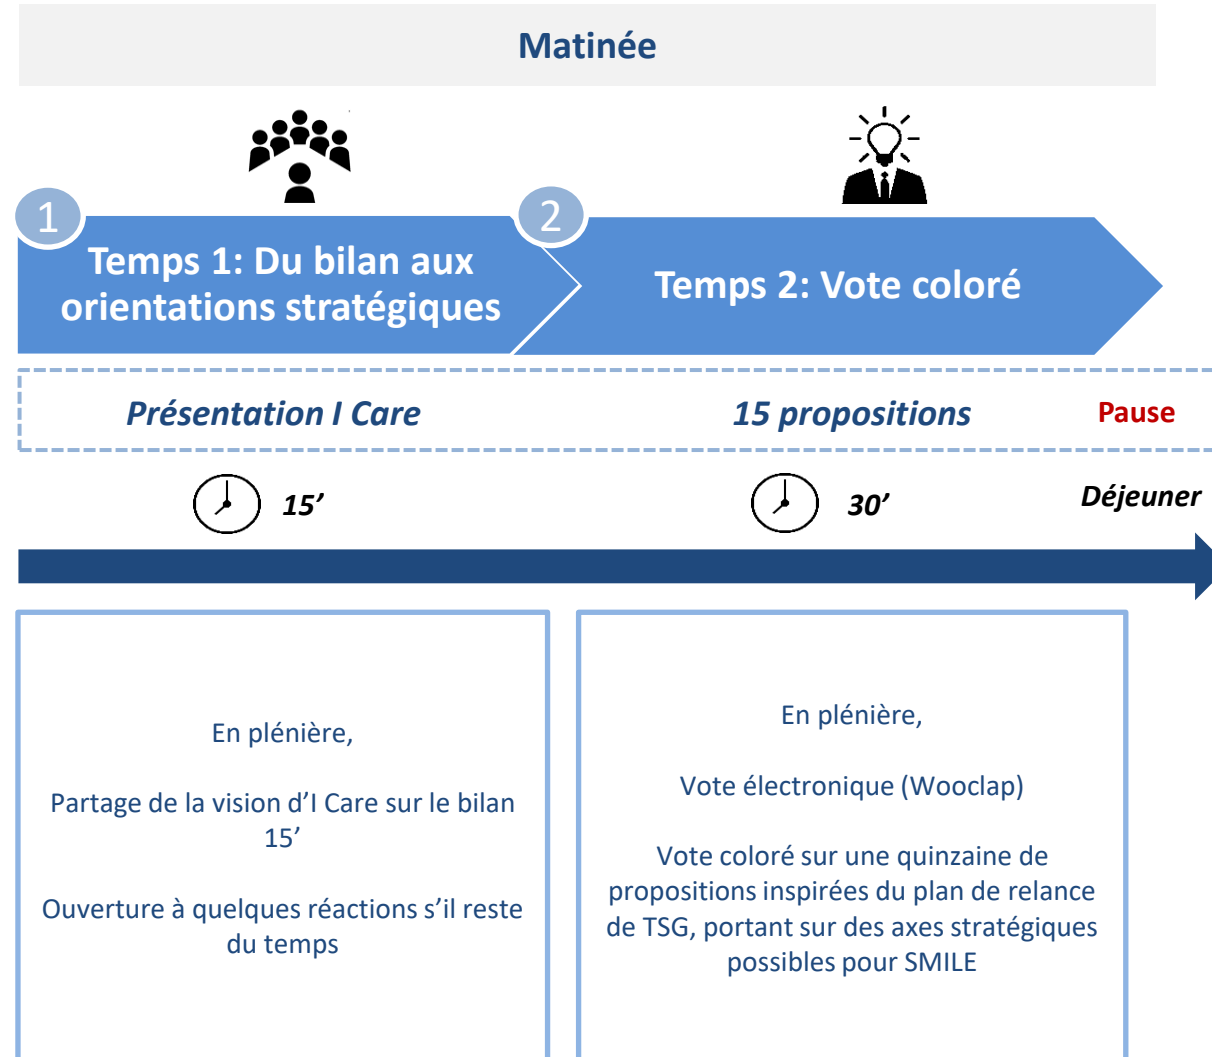 Matinée
1
2
Temps 1: Du bilan aux
orientations stratégiques
Temps 2: Vote coloré
Présentation I Care
15 propositions
Pause
15’
30’
Déjeuner
En plénière,
Partage de la vision d’I Care sur le bilan
15’
Ouverture à quelques réactions s’il reste
du temps
En plénière,
Vote électronique (Wooclap)
Vote coloré sur une quinzaine de
propositions inspirées du plan de relance
de TSG, portant sur des axes stratégiques
possibles pour SMILE